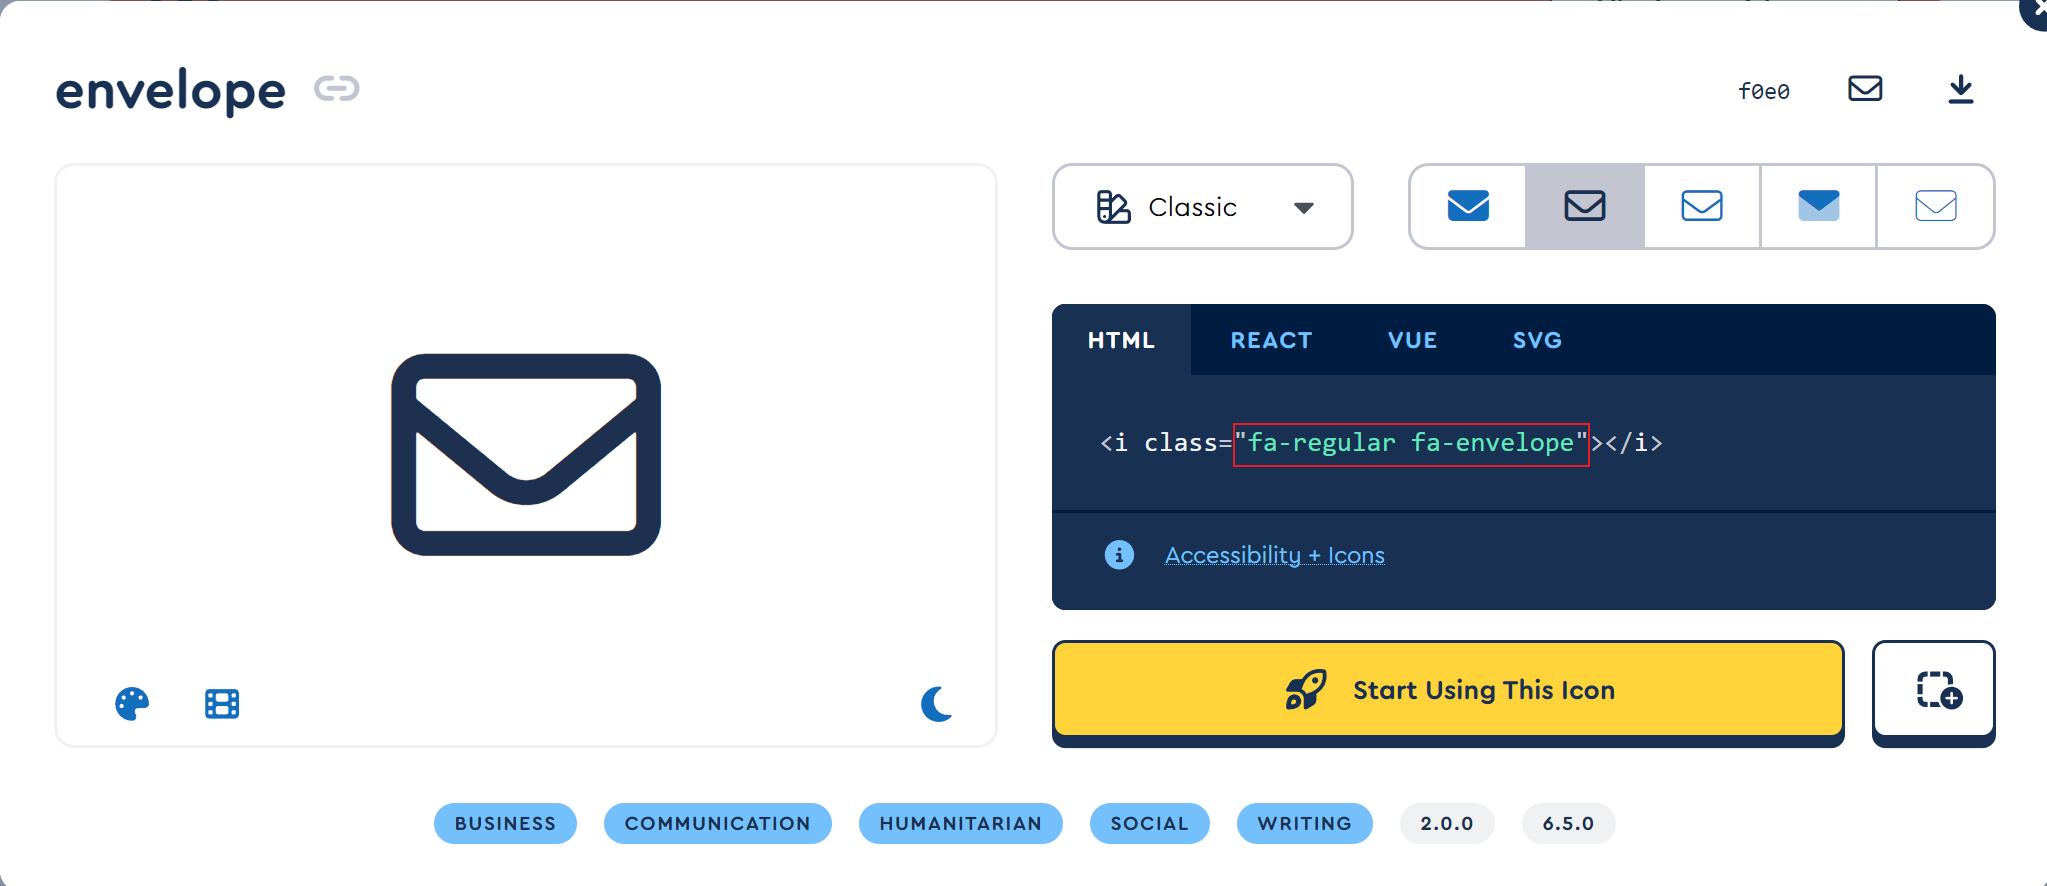 envelope
f0e0
Classic
HTML REACT VUE SVG
<i class="fa-regular fa-envelope"></i>
Accessibility + Icons
Start Using This Icon
BUSINESS COMMUNICATION HUMANITARIAN SOCIAL WRITING 2.0.0 6.5.0